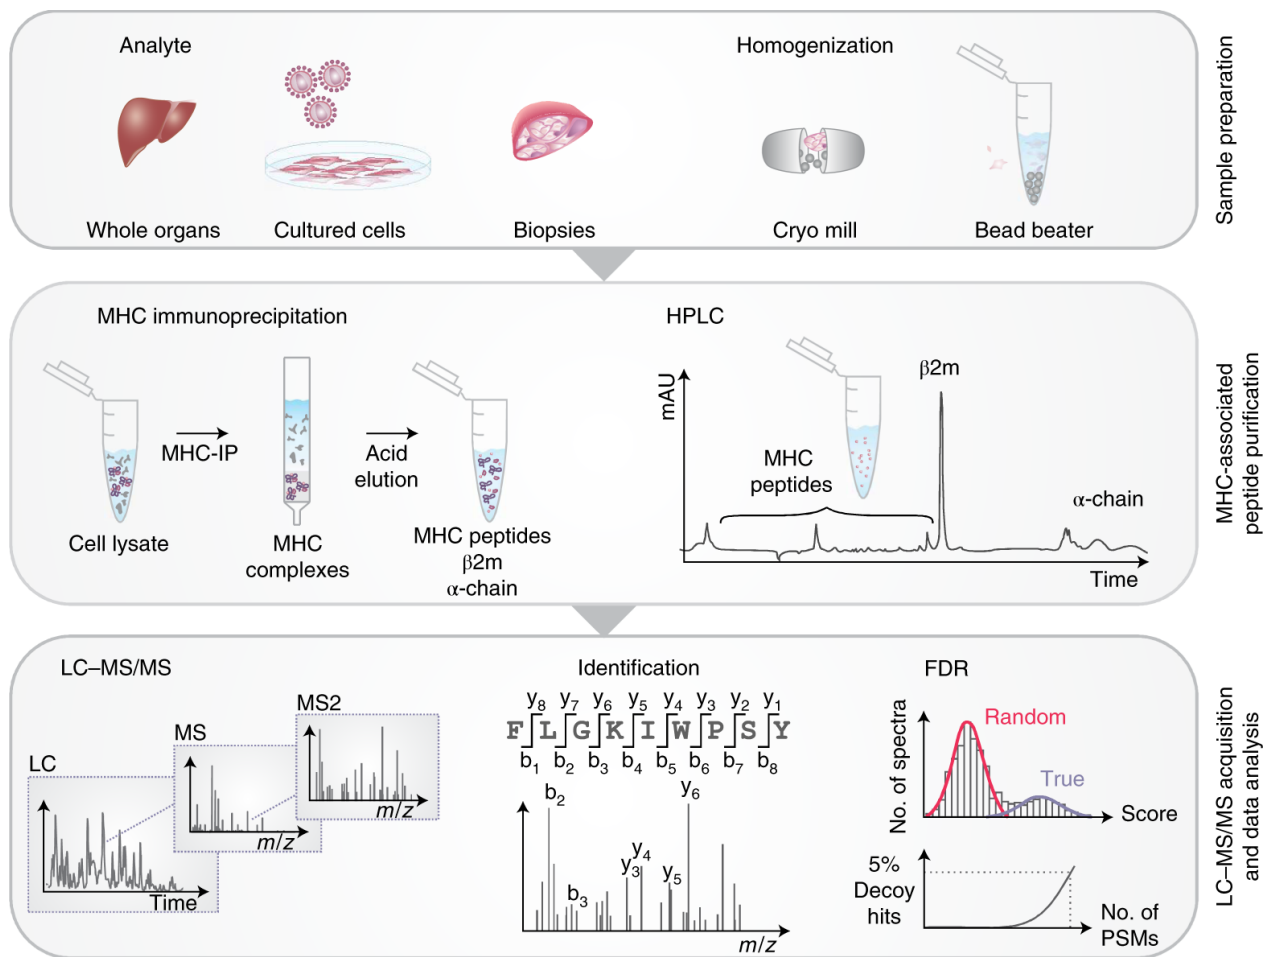 Analyte
Homogenization
Whole organs
Cultured cells
Biopsies
Cryo mill
Bead beater
Sample preparation
MHC immunoprecipitation
HPLC
MHC-IP
Acid
elution
Cell lysate
MHC
complexes
MHC peptides
β2m
α-chain
mAU
MHC
peptides
β2m
α-chain
Time
MHC-associated
peptide purification
LC–MS/MS
LC
Time
MS
m/z
MS2
m/z
Identification
y8 y7 y6 y5 y4 y3 y2 y1
F L G K I W P S Y
b1 b2 b3 b4 b5 b6 b7 b8
b2
b3
y3
y4
y5
y6
m/z
FDR
No. of spectra
Random
True
Score
5%
Decoy
hits
No. of
PSMs
LC–MS/MS acquisition
and data analysis